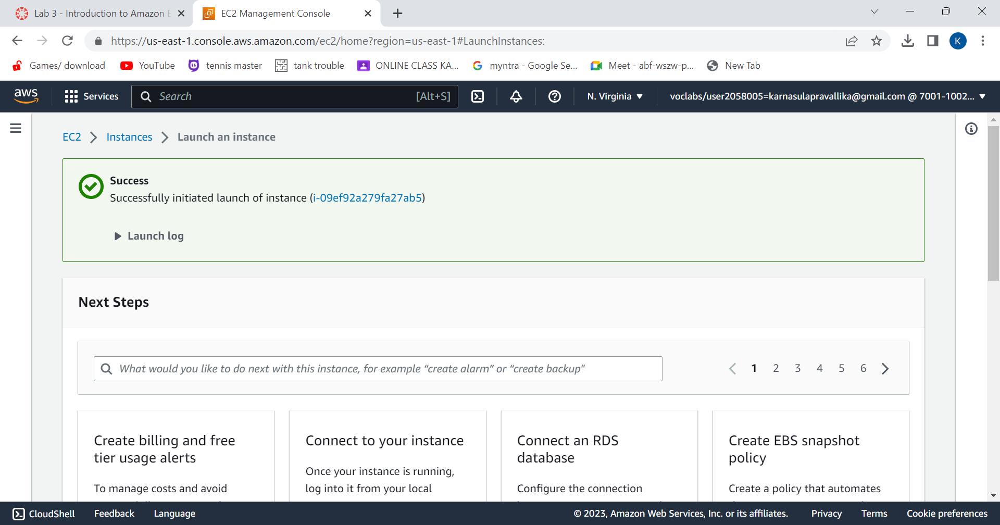 Lab 3 - Introduction to Amazon E
EC2 Management Console
https://us-east-1.console.aws.amazon.com/ec2/home?region=us-east-1#LaunchInstances:
K
Games/ download
YouTube
tennis master
tank trouble
ONLINE CLASS KA...
myntra - Google Se...
Meet - abf-wszw-p...
New Tab
aws
Services
Search
[Alt+S]
N. Virginia
voclabs/user2058005=karnasulapravallika@gmail.com @ 7001-1002...
EC2
Instances
Launch an instance
Success
Successfully initiated launch of instance (i-09ef92a279fa27ab5)
Launch log
Next Steps
What would you like to do next with this instance, for example “create alarm” or “create backup"
1 2 3 4 5 6
Create billing and free
tier usage alerts
To manage costs and avoid
Connect to your instance
Once your instance is running,
log into it from your local
Connect an RDS
database
Configure the connection
Create EBS snapshot
policy
Create a policy that automates
CloudShell
Feedback
Language
© 2023, Amazon Web Services, Inc. or its affiliates.
Privacy
Terms
Cookie preferences